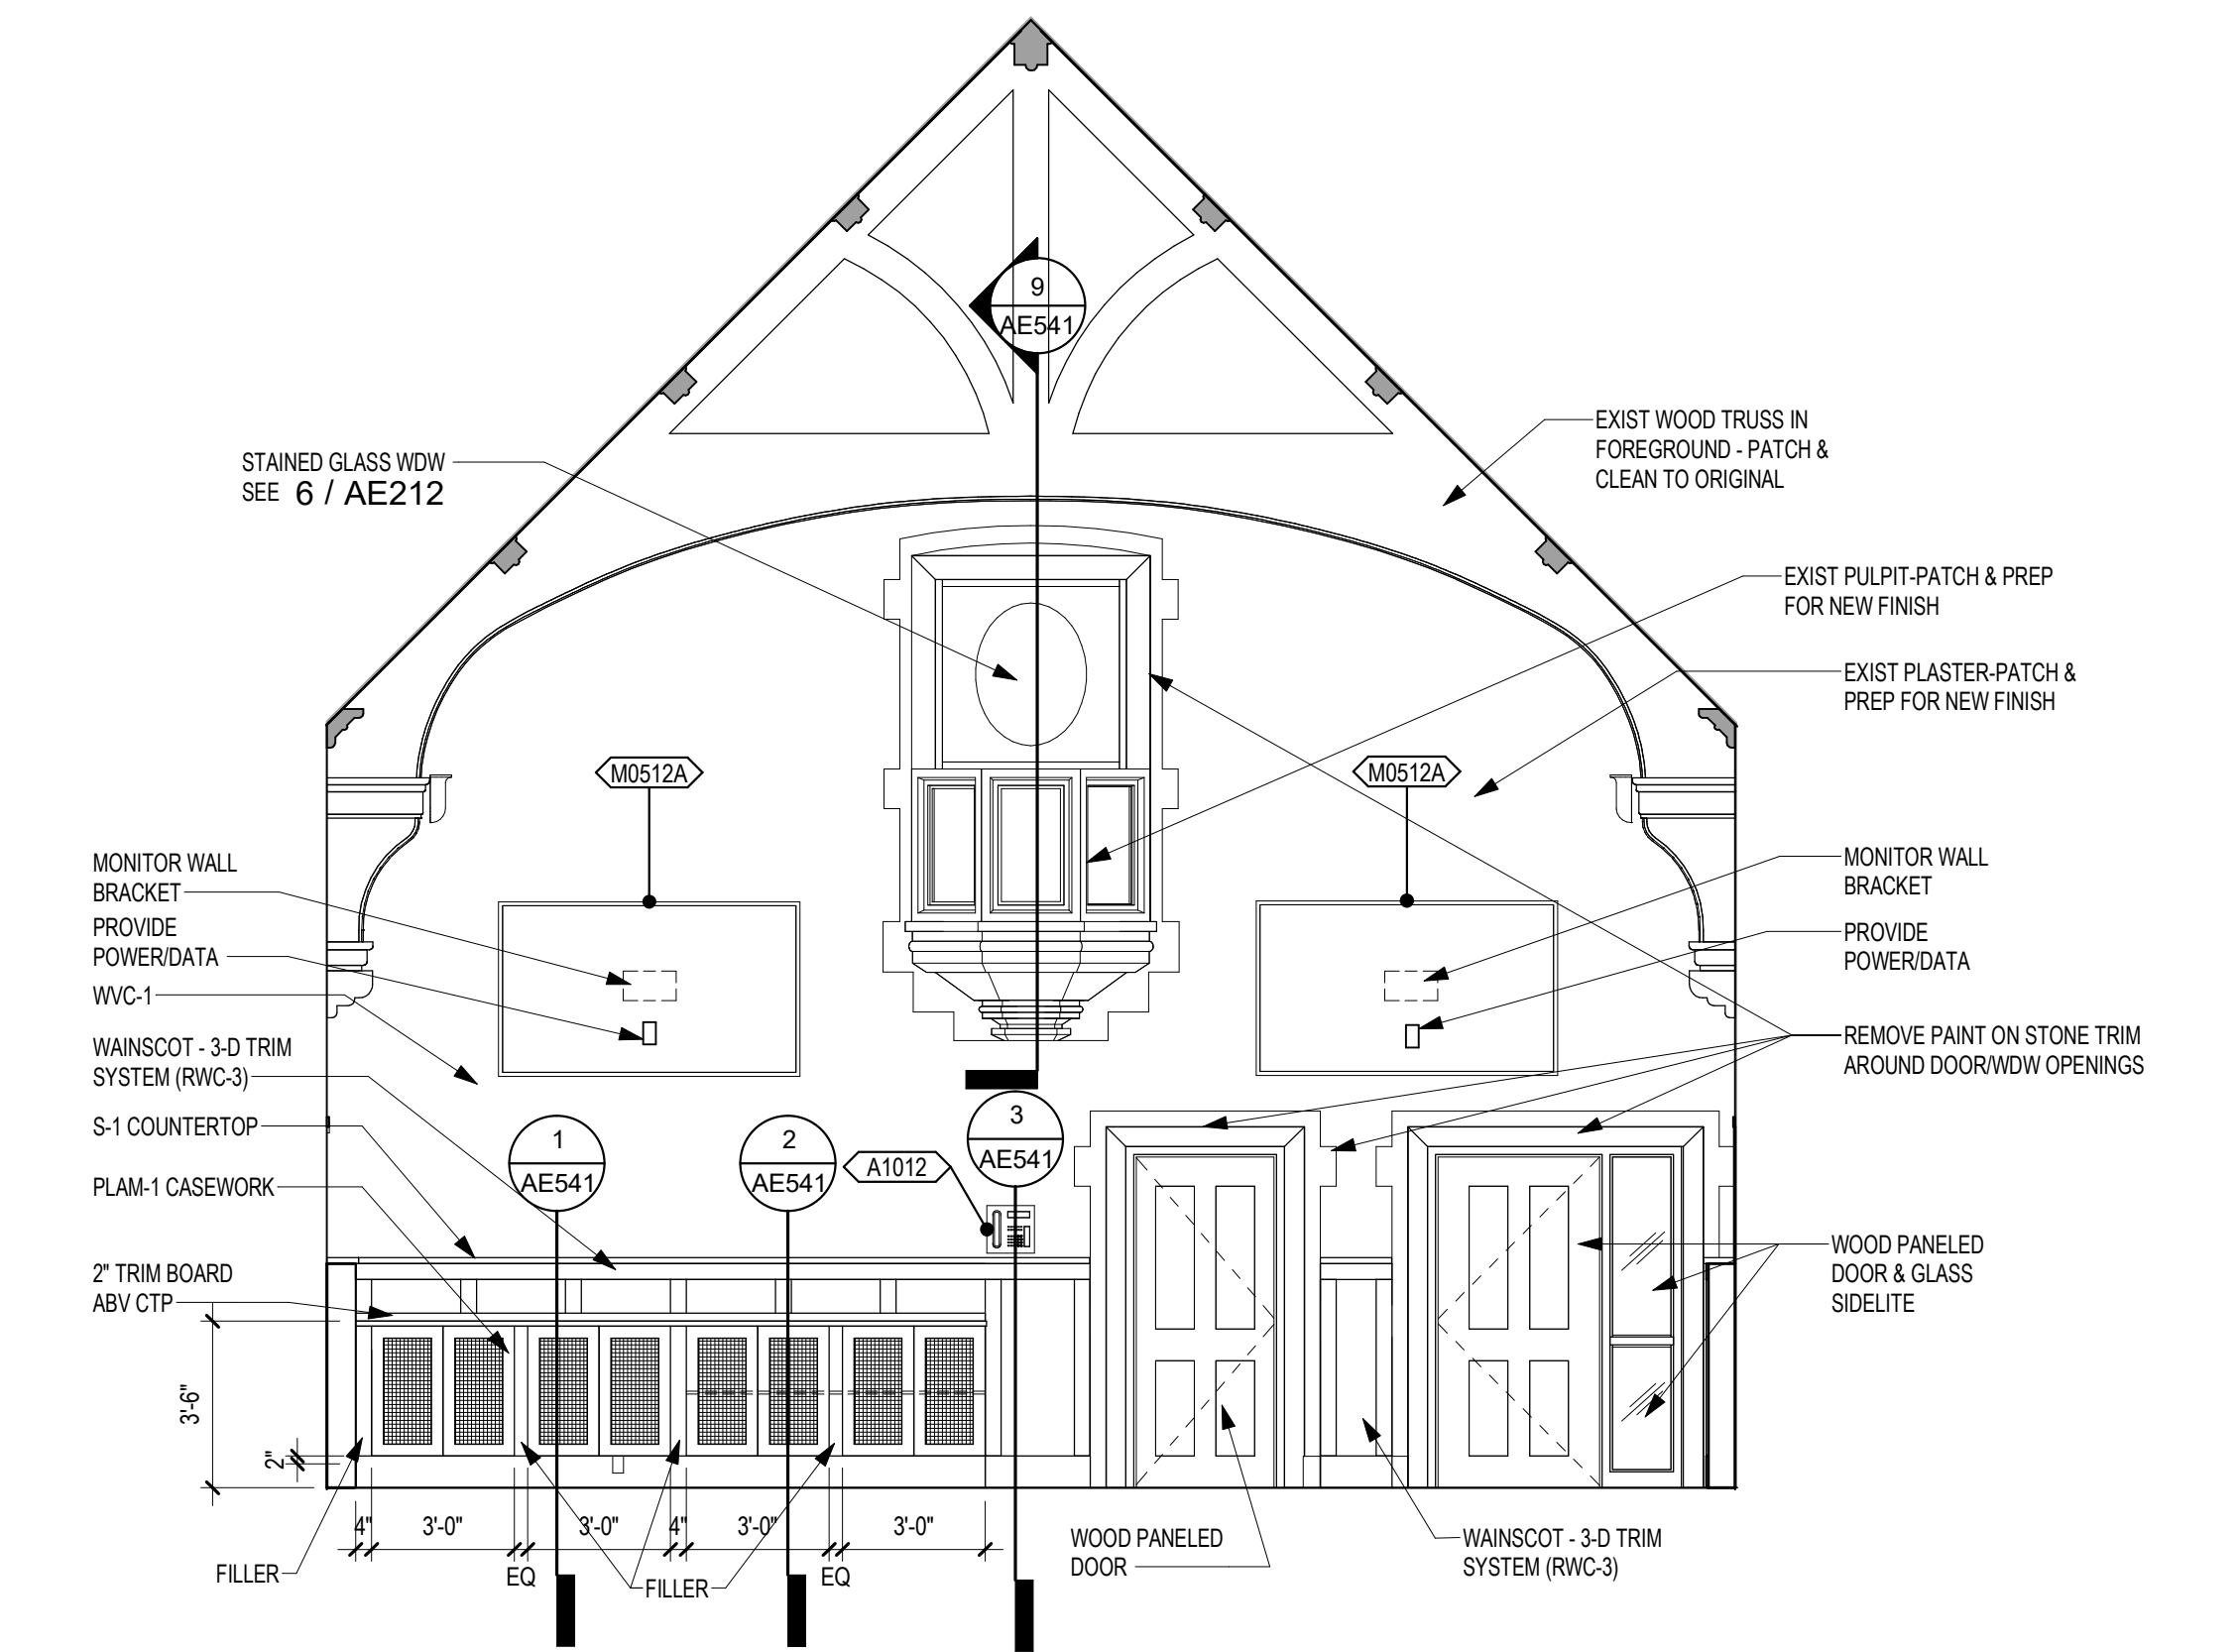 9
AE541
EXIST WOOD TRUSS IN
FOREGROUND - PATCH &
CLEAN TO ORIGINAL
STAINED GLASS WDW
SEE 6 / AE212
EXIST PULPIT-PATCH & PREP
FOR NEW FINISH
EXIST PLASTER-PATCH &
PREP FOR NEW FINISH
M0512A
M0512A
MONITOR WALL
BRACKET
PROVIDE
POWER/DATA
WVC-1
WAINSCOT - 3-D TRIM
SYSTEM (RWC-3)
S-1 COUNTERTOP
PLAM-1 CASEWORK
2" TRIM BOARD
ABV CTP
MONITOR WALL
BRACKET
PROVIDE
POWER/DATA
REMOVE PAINT ON STONE TRIM
AROUND DOOR/WDW OPENINGS
1
AE541
2
AE541
A1012
3
AE541
WOOD PANELED
DOOR & GLASS
SIDELITE
3'-6"
2"
4"
3'-0"
3'-0"
4"
3'-0"
3'-0"
EQ
EQ
FILLER
FILLER
WOOD PANELED
DOOR
WAINSCOT - 3-D TRIM
SYSTEM (RWC-3)